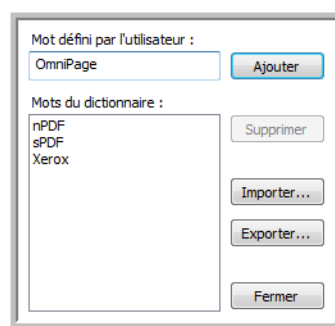 Mot défini par l'utilisateur :
OmniPage
Ajouter
Mots du dictionnaire :
nPDF
sPDF
Xerox
Supprimer
Importer...
Exporter...
Fermer